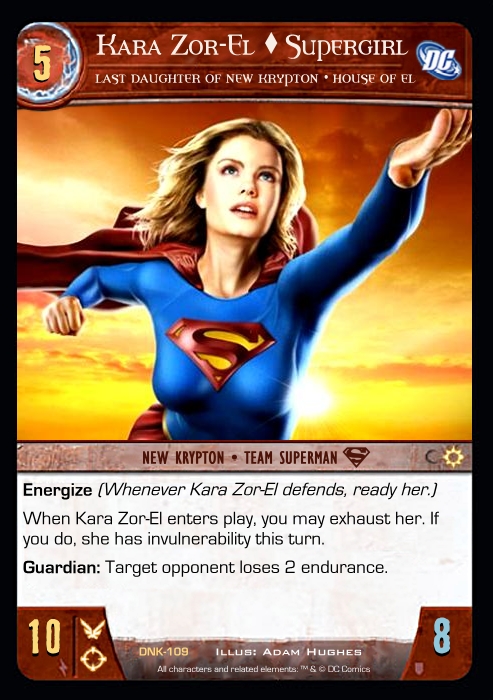 5
Kara Zor-El ♦ Supergirl
DC
Last Daughter of New Krypton • House of El
S
NEW KRYPTON • TEAM SUPERMAN
Energize (Whenever Kara Zor-El defends, ready her.)
When Kara Zor-El enters play, you may exhaust her. If
you do, she has invulnerability this turn.
Guardian: Target opponent loses 2 endurance.
10
8
DNK-109 Illus: Adam Hughes
All characters and related elements: ™ & © DC Comics